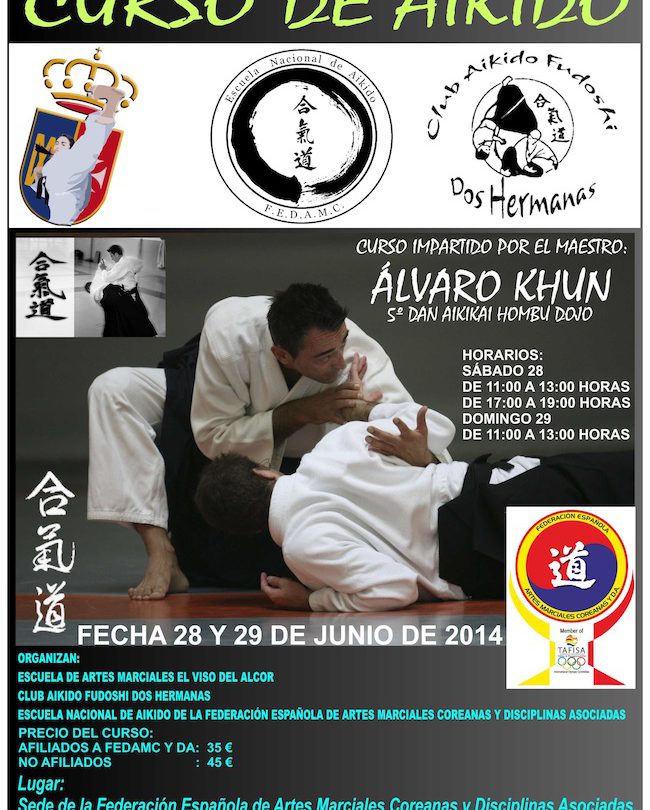 CURSO DE AIKIDO
Escuela Nacional de Aikido
合氣道
F.E.D.A.M.C.
Club Aikido Fudoshi
合氣道
Dos Hermanas
合氣道
CURSO IMPARTIDO POR EL MAESTRO:
ÁLVARO KHUN
5º DAN AIKIKAI HOMBU DOJO
HORARIOS:
SÁBADO 28
DE 11:00 A 13:00 HORAS
DE 17:00 A 19:00 HORAS
DOMINGO 29
DE 11:00 A 13:00 HORAS
合氣道
FEDERACIÓN ESPAÑOLA
道
ARTES MARCIALES COREANAS Y D.A.
Member of
TAFISA
FECHA 28 Y 29 DE JUNIO DE 2014
ORGANIZAN:
ESCUELA DE ARTES MARCIALES EL VISO DEL ALCOR
CLUB AIKIDO FUDOSHI DOS HERMANAS
ESCUELA NACIONAL DE AIKIDO DE LA FEDERACIÓN ESPAÑOLA DE ARTES MARCIALES COREANAS Y DISCIPLINAS ASOCIADAS
PRECIO DEL CURSO:
AFILIADOS A FEDAMC Y DA: 35 €
NO AFILIADOS : 45 €
Lugar:
Sede de la Federación Española de Artes Marciales Coreanas y Disciplinas Asociadas